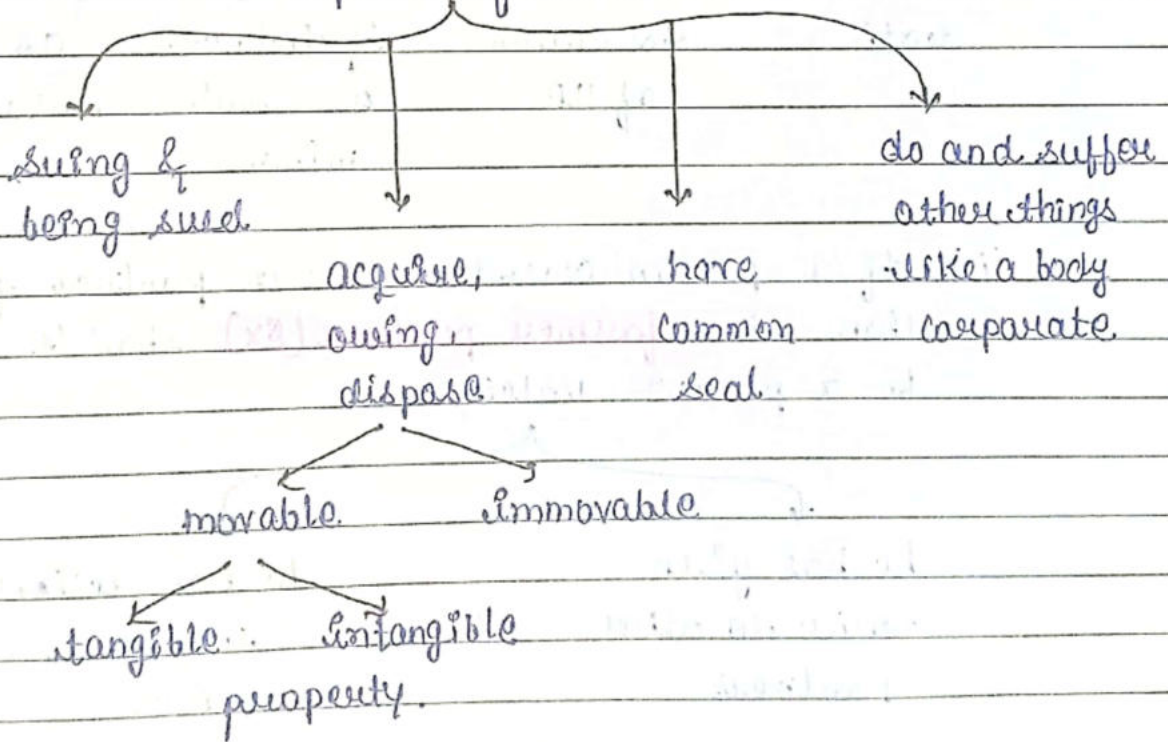 suing &
being sued
acquire,
owing,
dispose
have
common
seal
do and suffer
other things
like a body
corporate
movable
immovable
tangible
intangible
property.